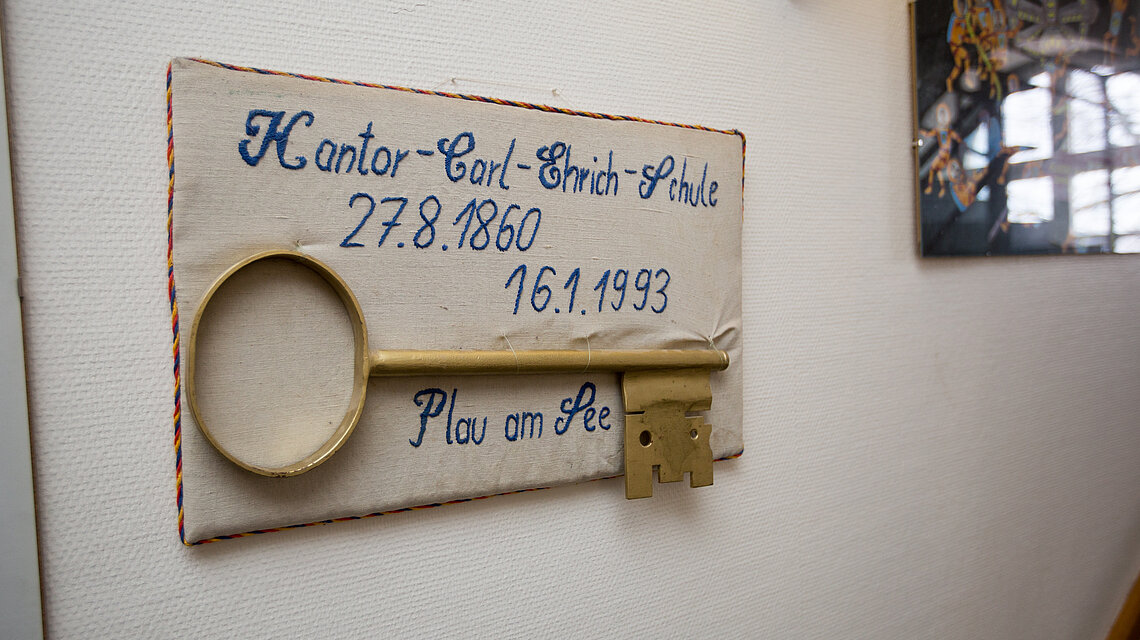 Kantor-Carl-Ehrich-Schule
27.8.1860
16.1.1993
Plau am See